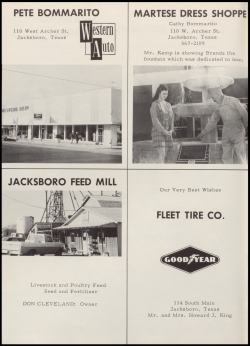 PETE BOMMARITO
110 West Archer St.
Jacksboro, Texas
Western
Auto
MARTESE DRESS SHOPPE
Cathy Bommarito
110 W. Archer St.
Jacksboro, Texas
567-2189
Mr. Kemp is showing Brenda the
fountain which was dedicated to him.
JACKSBORO FEED MILL
Livestock and Poultry Feed
Seed and Fertilizer
DON CLEVELAND: Owner
Our Very Best Wishes
FLEET TIRE CO.
GOODYEAR
334 South Main
Jacksboro, Texas
Mr. and Mrs. Howard J. King